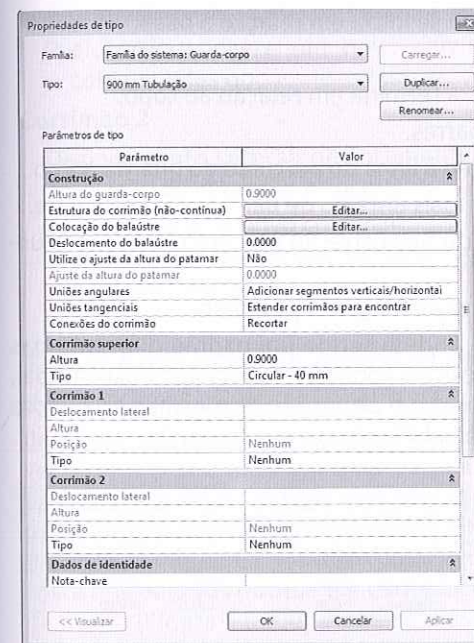 Propriedades de tipo
Família: Família do sistema: Guarda-corpo Carregar...
Tipo: 900 mm Tubulação Duplicar...
Renomear...
Parâmetros de tipo
Parâmetro Valor
Construção
Altura do guarda-corpo 0.9000
Estrutura do corrimão (não-contínua) Editar...
Colocação do balaústre Editar...
Deslocamento do balaústre 0.0000
Utilize o ajuste da altura do patamar Não
Ajuste da altura do patamar 0.0000
Uniões angulares Adicionar segmentos verticais/horizontai
Uniões tangenciais Estender corrimãos para encontrar
Conexões do corrimão Recortar
Corrimão superior
Altura 0.9000
Tipo Circular - 40 mm
Corrimão 1
Deslocamento lateral
Altura
Posição Nenhum
Tipo Nenhum
Corrimão 2
Deslocamento lateral
Altura
Posição Nenhum
Tipo Nenhum
Dados de identidade
Nota-chave
<< Visualizar OK Cancelar Aplicar